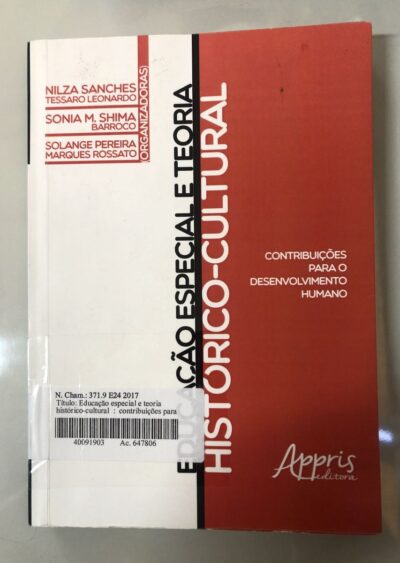 NILZA SANCHES
TESSARO LEONARDO
SONIA M. SHIMA
BARROCO
SOLANGE PEREIRA
MARQUES ROSSATO
(ORGANIZADORAS)
EDUCAÇÃO ESPECIAL E TEORIA
HISTÓRICO-CULTURAL
CONTRIBUIÇÕES
PARA O
DESENVOLVIMENTO
HUMANO
N. Cham.: 371.9 E24 2017
Título: Educação especial e teoria
histórico-cultural : contribuições para
40091903 Ac. 647806
Appris
editora